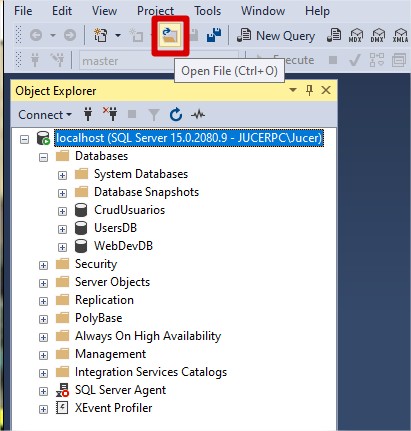 File Edit View Project Tools Window Help
New Query MDX DMX XMLA
master Execute
Open File (Ctrl+O)
Object Explorer
Connect
localhost (SQL Server 15.0.2080.9 - JUCERPC\Jucer)
Databases
System Databases
Database Snapshots
CrudUsuarios
UsersDB
WebDevDB
Security
Server Objects
Replication
PolyBase
Always On High Availability
Management
Integration Services Catalogs
SQL Server Agent
XEvent Profiler